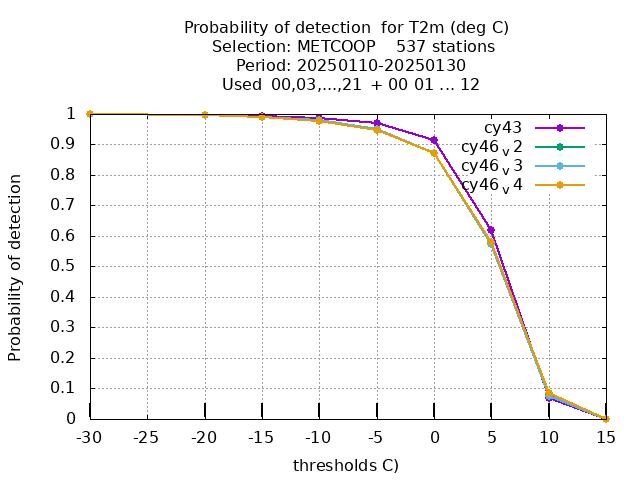 Probability of detection  for T2m (deg C)
Selection: METCOOP    537 stations
Period: 20250110-20250130
Used  00,03,...,21  + 00 01 ... 12
1
0.9
0.8
0.7
0.6
0.5
0.4
0.3
0.2
0.1
0
Probability of detection
cy43
cy46v2
cy46v3
cy46v4
-30 -25 -20 -15 -10 -5 0 5 10 15
thresholds C)